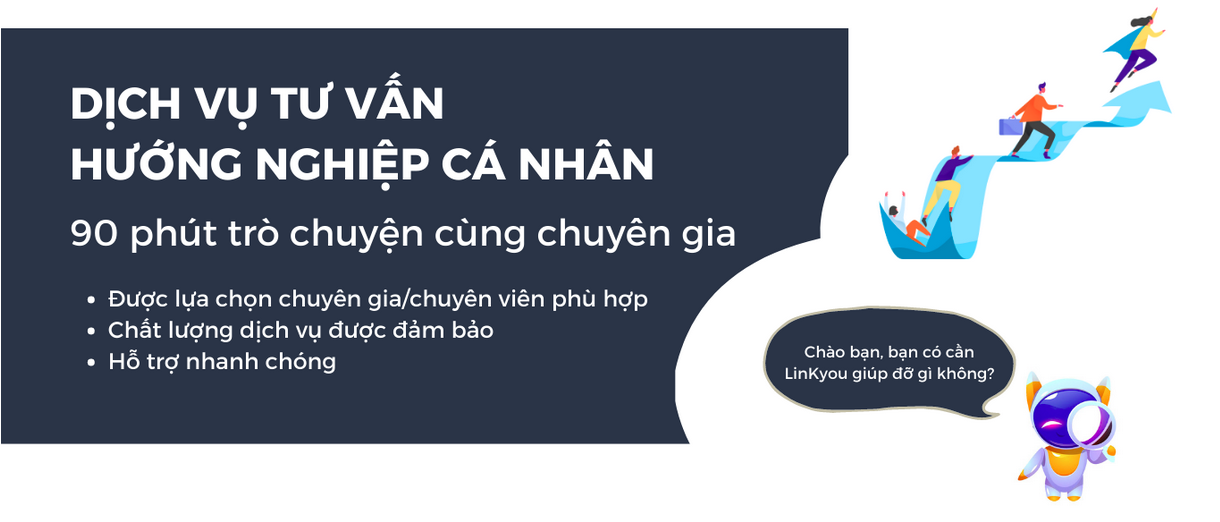 DỊCH VỤ TƯ VẤN
HƯỚNG NGHIỆP CÁ NHÂN
90 phút trò chuyện cùng chuyên gia
• Được lựa chọn chuyên gia/chuyên viên phù hợp
• Chất lượng dịch vụ được đảm bảo
• Hỗ trợ nhanh chóng
Chào bạn, bạn có cần
LinKyou giúp đỡ gì không?